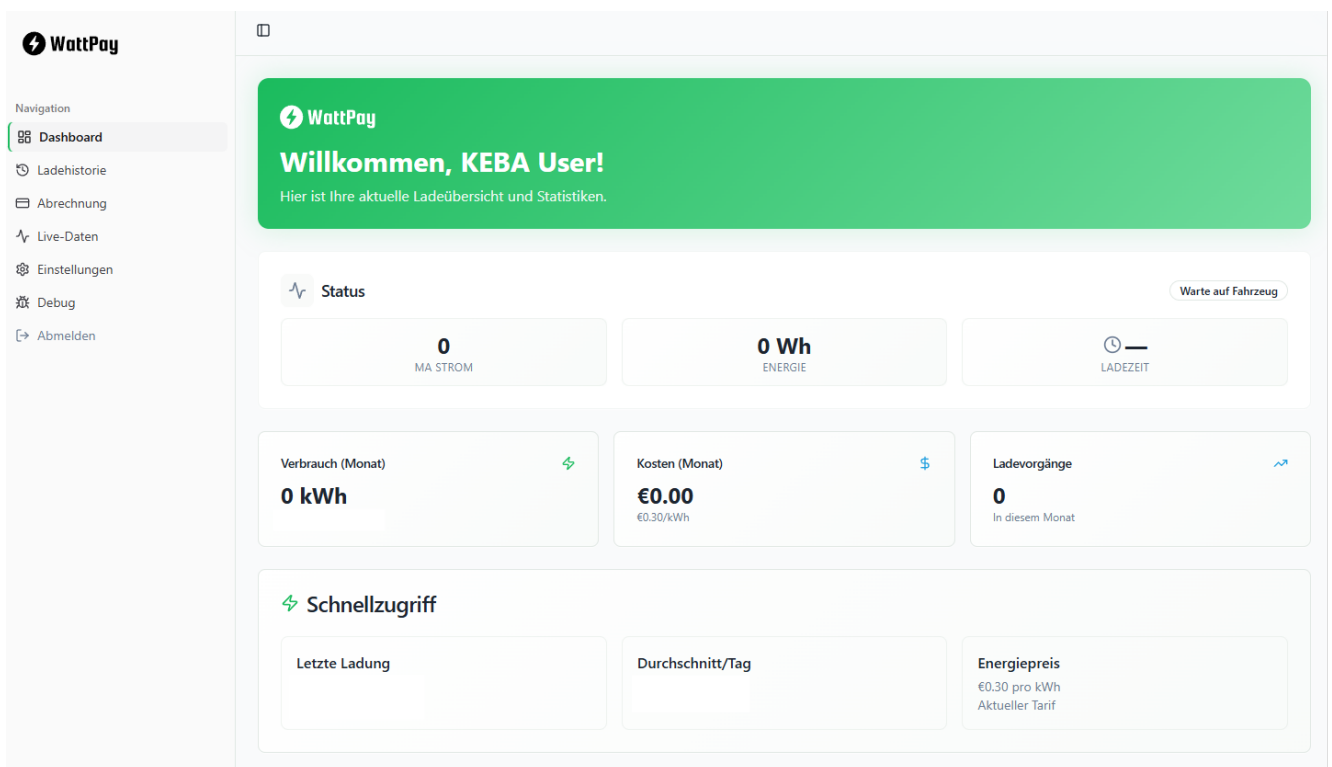 WattPay
Navigation
Dashboard
Ladehistorie
Abrechnung
Live-Daten
Einstellungen
Debug
Abmelden
WattPay
Willkommen, KEBA User!
Hier ist Ihre aktuelle Ladeübersicht und Statistiken.
Status
Warte auf Fahrzeug
0
MA STROM
0 Wh
ENERGIE
—
LADEZEIT
Verbrauch (Monat)
0 kWh
Kosten (Monat)
$
€0.00
€0.30/kWh
Ladevorgänge
0
In diesem Monat
Schnellzugriff
Letzte Ladung
Durchschnitt/Tag
Energiepreis
€0.30 pro kWh
Aktueller Tarif